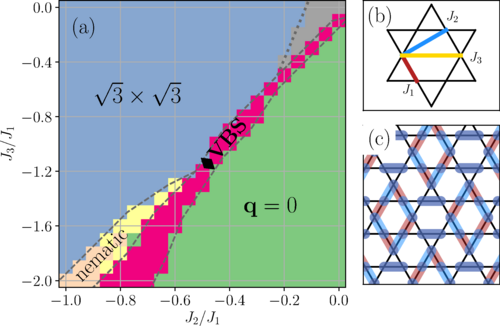 (a)
0.0
−0.4
−0.8
−1.2
−1.6
−2.0
J₃/J₁
√3 × √3
VBS
q = 0
nematic
−1.0 −0.8 −0.6 −0.4 −0.2 0.0
J₂/J₁
(b)
J₂
J₃
J₁
(c)